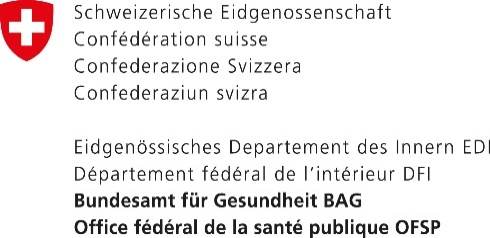 Schweizerische Eidgenossenschaft
Confédération suisse
Confederazione Svizzera
Confederaziun svizra
Eidgenössisches Departement des Innern EDI
Département fédéral de l'intérieur DFI
Bundesamt für Gesundheit BAG
Office fédéral de la santé publique OFSP